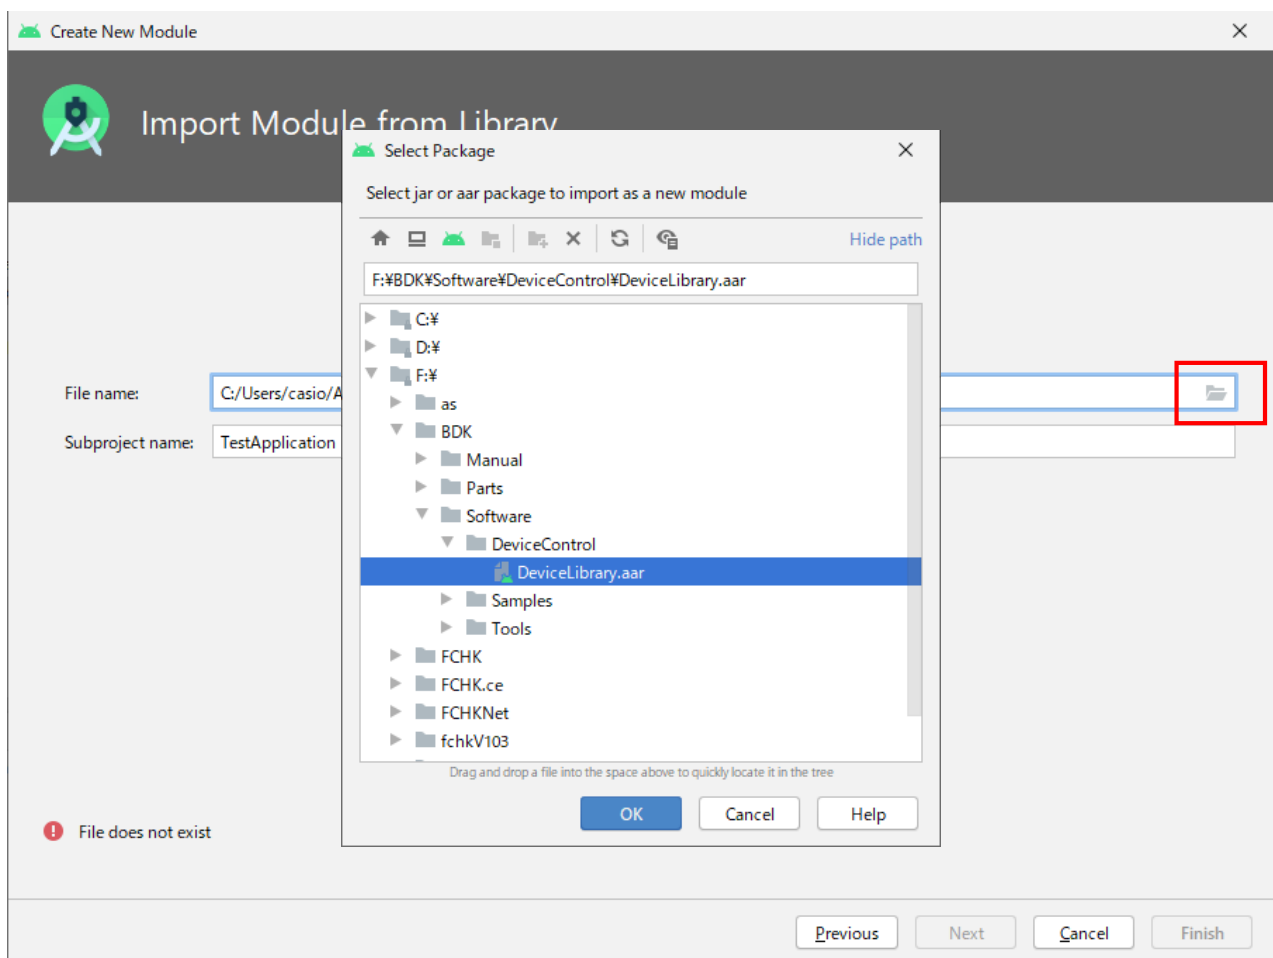 Create New Module
Import Module from Library
Select Package
Select jar or aar package to import as a new module
Hide path
F:¥BDK¥Software¥DeviceControl¥DeviceLibrary.aar
C:¥
D:¥
F:¥
as
BDK
Manual
Parts
Software
DeviceControl
DeviceLibrary.aar
Samples
Tools
FCHK
FCHK.ce
FCHKNet
fchkV103
Drag and drop a file into the space above to quickly locate it in the tree
OK Cancel Help
File name: C:/Users/casio/A
Subproject name: TestApplication
File does not exist
Previous Next Cancel Finish